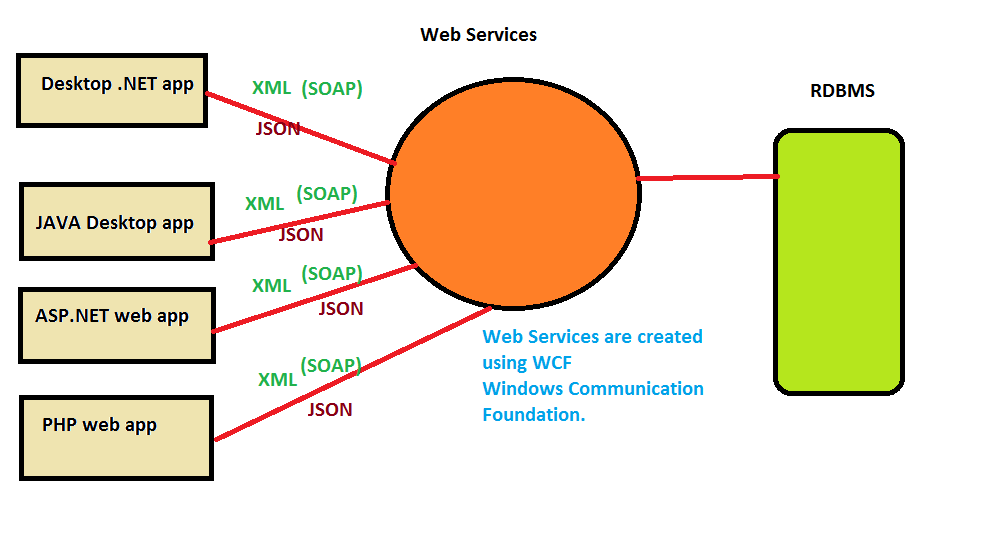 Web Services
RDBMS
Desktop .NET app
XML (SOAP)
JSON
JAVA Desktop app
XML (SOAP)
JSON
ASP.NET web app
XML (SOAP)
JSON
PHP web app
XML (SOAP)
JSON
Web Services are created
using WCF
Windows Communication
Foundation.